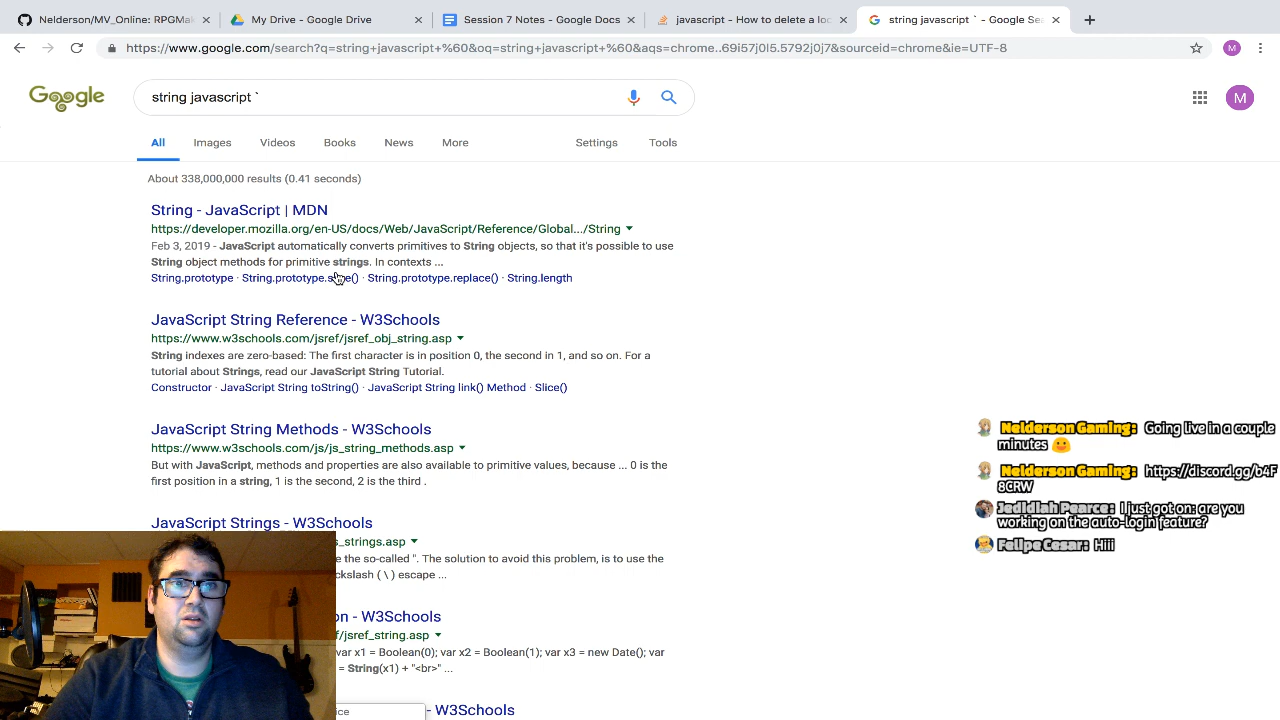 Nelderson/MV_Online: RPGMak
My Drive - Google Drive
Session 7 Notes - Google Docs
javascript - How to delete a loc
string javascript ` - Google Sea
https://www.google.com/search?q=string+javascript+%60&oq=string+javascript+%60&aqs=chrome..69i57j0l5.5792j0j7&sourceid=chrome&ie=UTF-8
M
Google
string javascript `
M
All Images Videos Books News More Settings Tools
About 338,000,000 results (0.41 seconds)
String - JavaScript | MDN
https://developer.mozilla.org/en-US/docs/Web/JavaScript/Reference/Global.../String
Feb 3, 2019 - JavaScript automatically converts primitives to String objects, so that it's possible to use
String object methods for primitive strings. In contexts ...
String.prototype · · String.prototype.replace() · String.length
JavaScript String Reference - W3Schools
https://www.w3schools.com/jsref/jsref_obj_string.asp
String indexes are zero-based: The first character is in position 0, the second in 1, and so on. For a
tutorial about Strings, read our JavaScript String Tutorial.
Constructor · JavaScript String toString() · JavaScript String link() Method · Slice()
JavaScript String Methods - W3Schools
https://www.w3schools.com/js/js_string_methods.asp
But with JavaScript, methods and properties are also available to primitive values, because ... 0 is the
first position in a string, 1 is the second, 2 is the third .
JavaScript Strings - W3Schools
s_strings.asp
e the so-called ". The solution to avoid this problem, is to use the
ckslash ( \ ) escape ...
on - W3Schools
f/jsref_string.asp
var x1 = Boolean(0); var x2 = Boolean(1); var x3 = new Date(); var
= String(x1) + "<br>" ...
- W3Schools
ice
Nelderson Gaming: Going live in a couple
minutes
Nelderson Gaming: https://discord.gg/b4F
8CRW
Jedidiah Pearce: I just got on: are you
working on the auto-login feature?
Felipe Cesar: Hiii